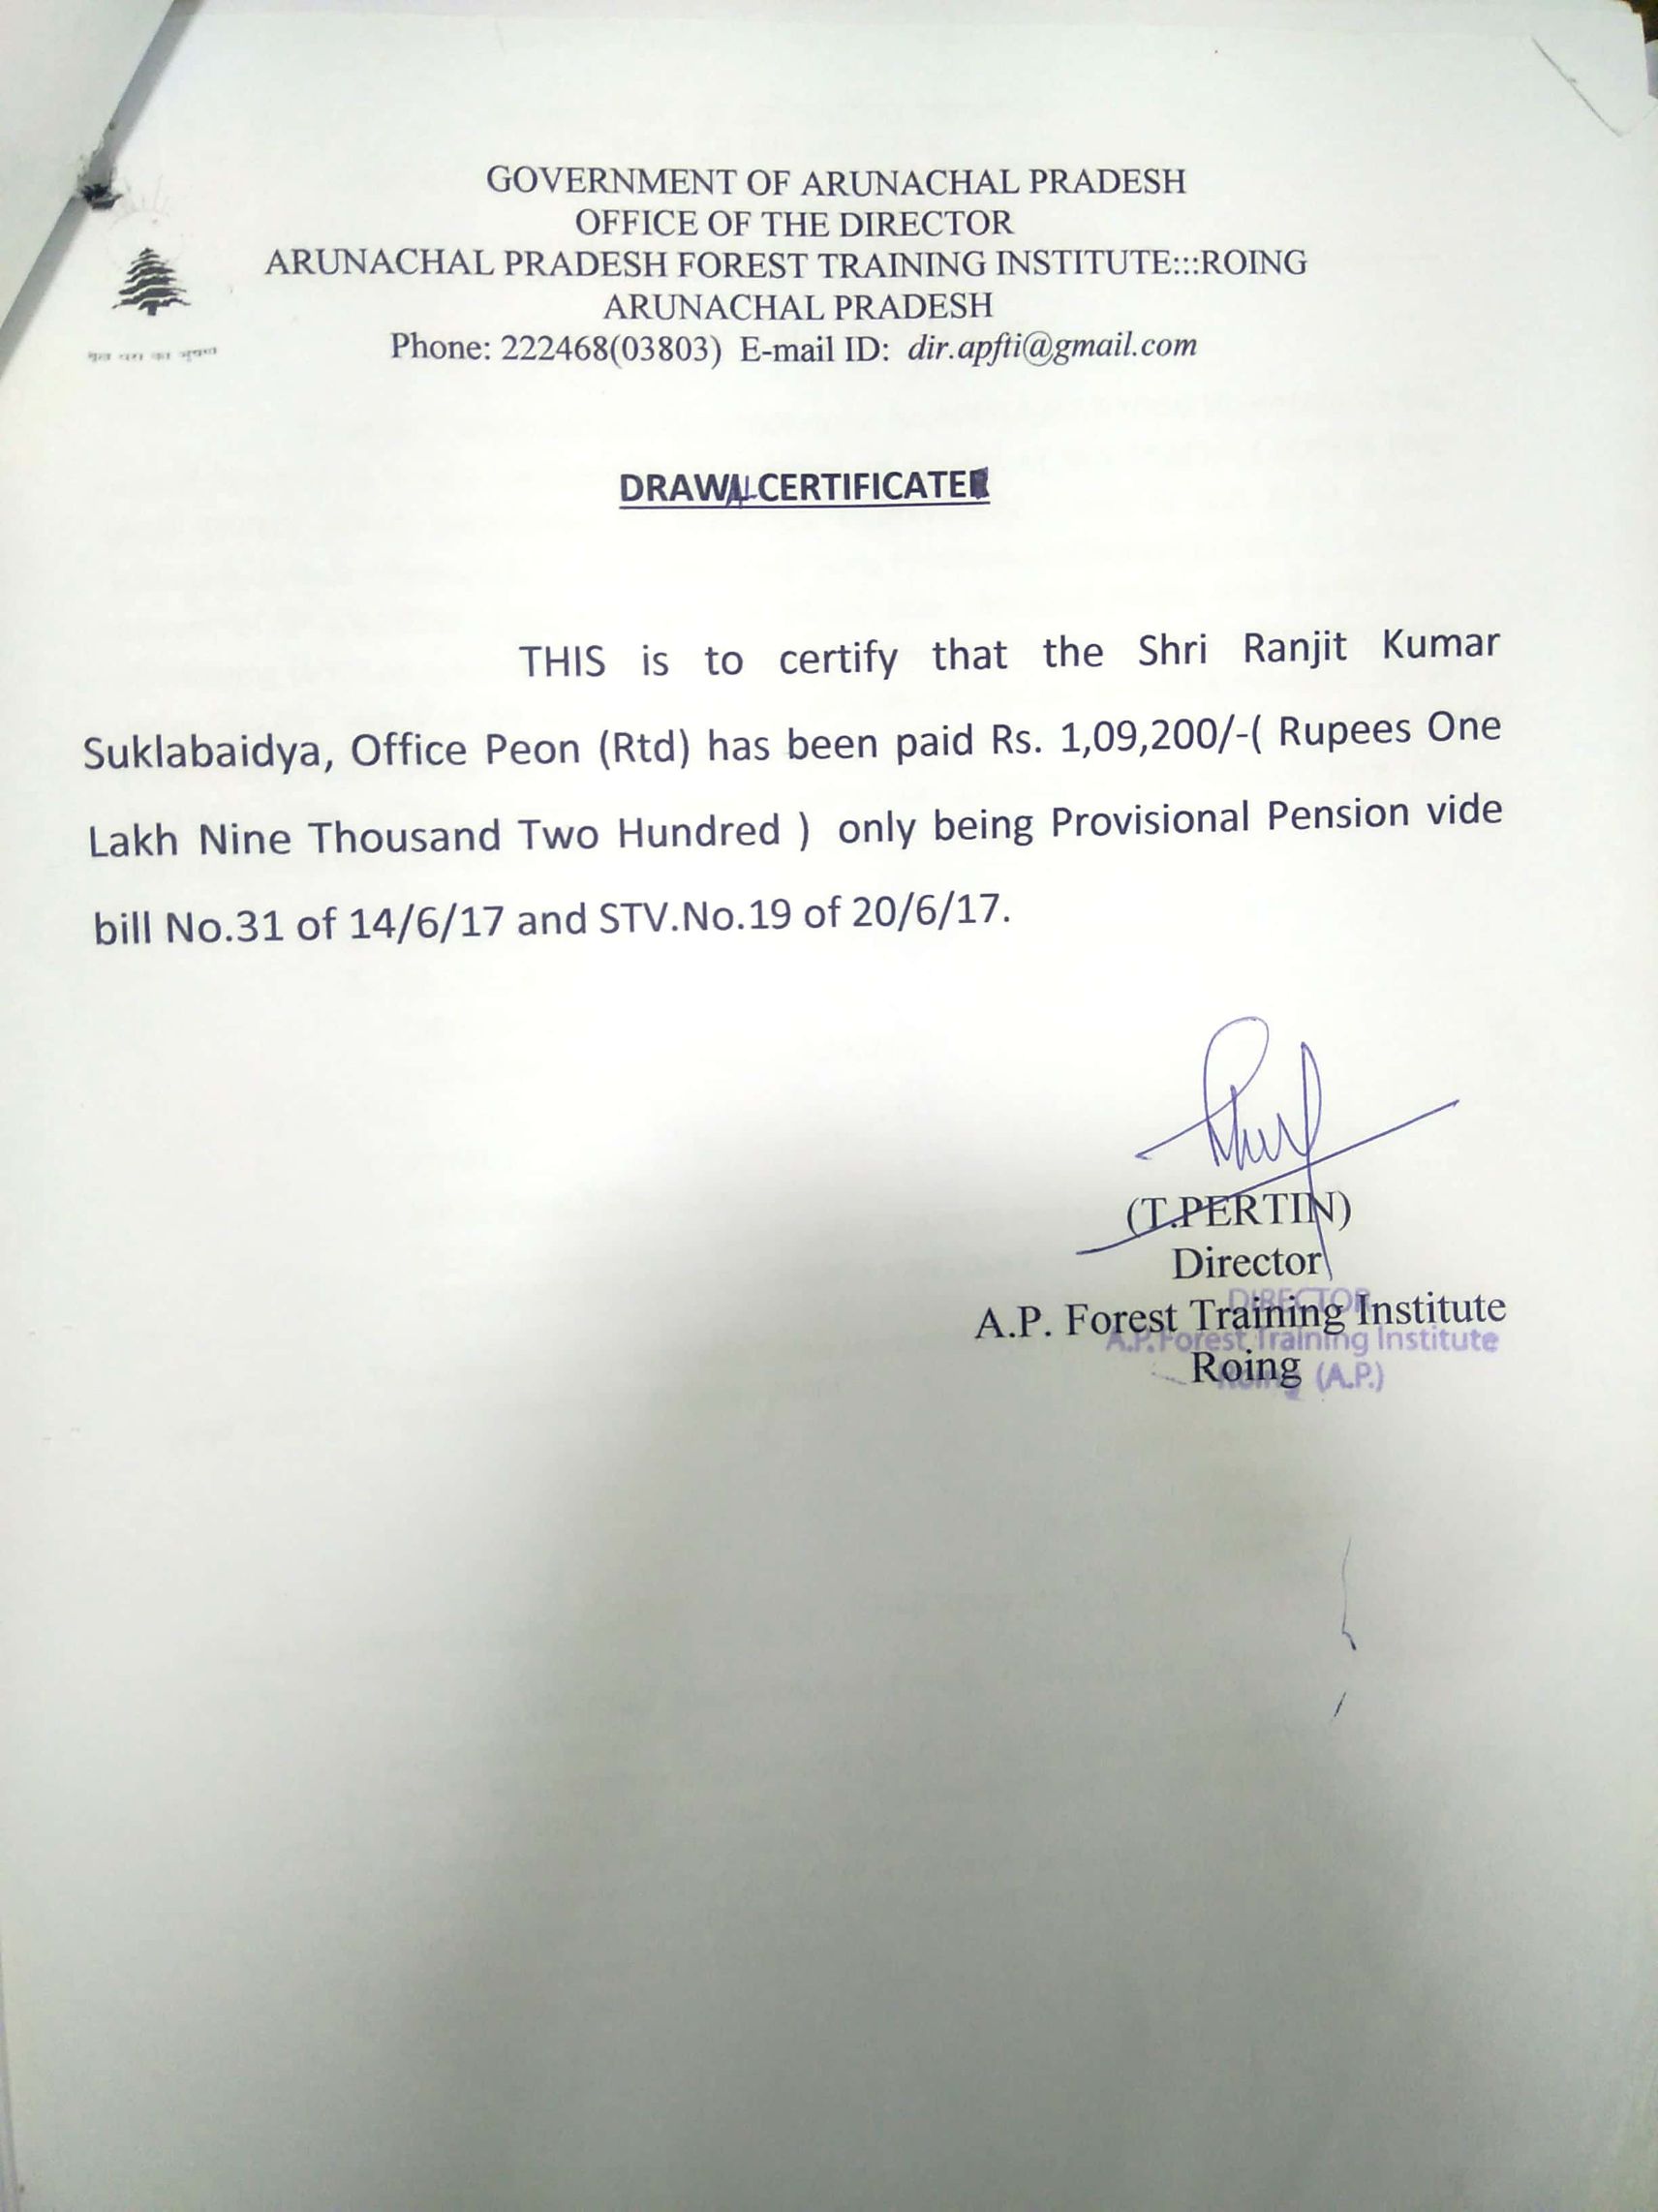 GOVERNMENT OF ARUNACHAL PRADESH
OFFICE OF THE DIRECTOR
ARUNACHAL PRADESH FOREST TRAINING INSTITUTE:::ROING
ARUNACHAL PRADESH
Phone: 222468(03803) E-mail ID: dir.apfti@gmail.com
का
DRAWAL CERTIFICATE
THIS is to certify that the Shri Ranjit Kumar
Suklabaidya, Office Peon (Rtd) has been paid Rs. 1,09,200/-( Rupees One
Lakh Nine Thousand Two Hundred ) only being Provisional Pension vide
bill No.31 of 14/6/17 and STV.No.19 of 20/6/17.
(T.PERTIN)
Director
A.P. Forest Training Institute
Roing
DIRECTOR
A.P. Forest Training Institute
Roing (A.P.)